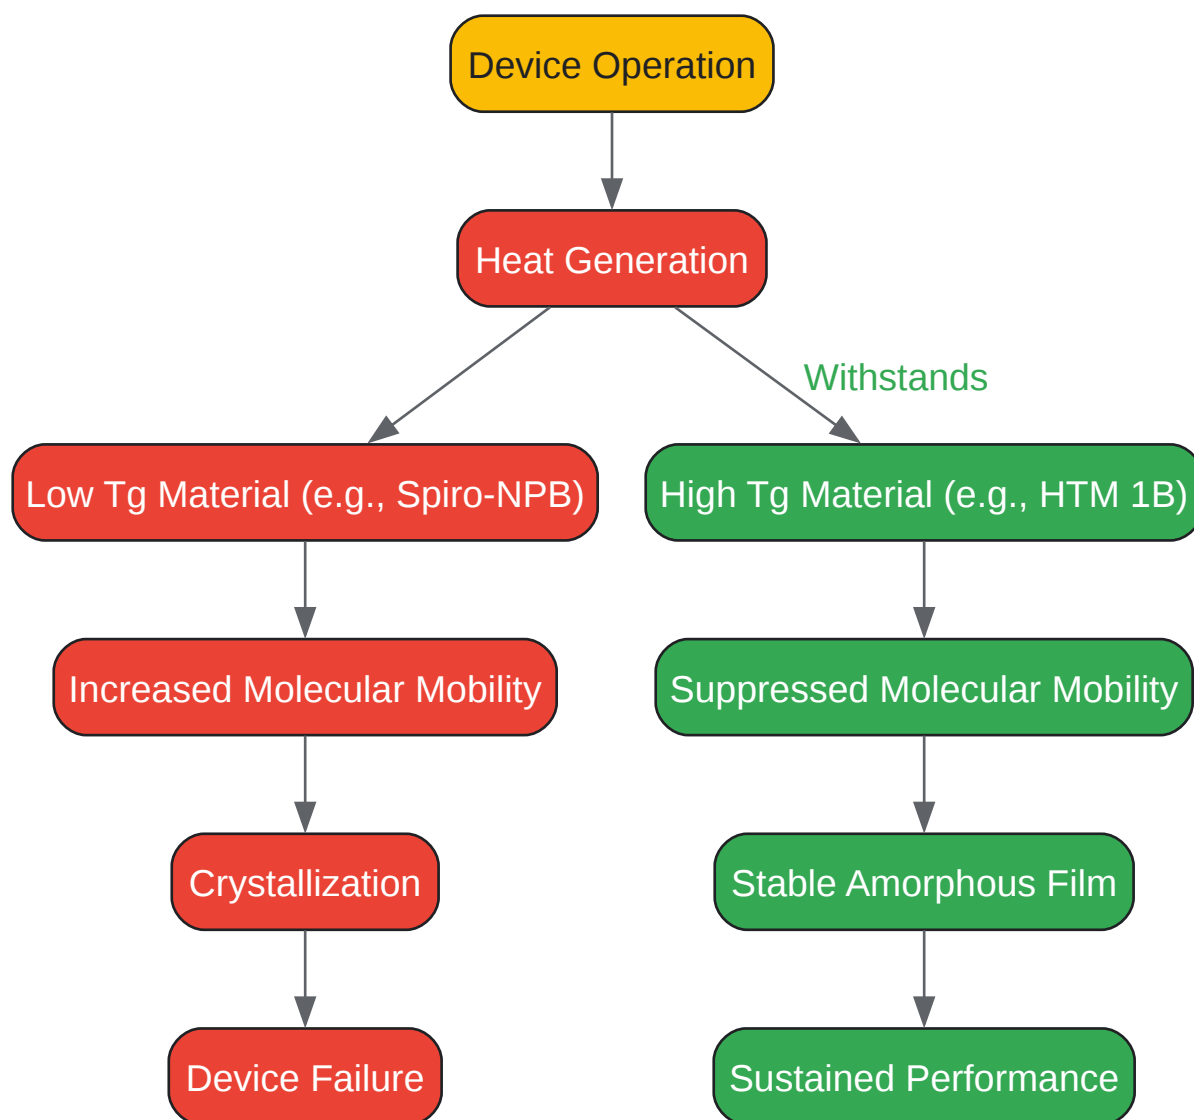 Device Operation
Heat Generation
Withstands
Low Tg Material (e.g., Spiro-NPB)
High Tg Material (e.g., HTM 1B)
Increased Molecular Mobility
Suppressed Molecular Mobility
Crystallization
Stable Amorphous Film
Device Failure
Sustained Performance